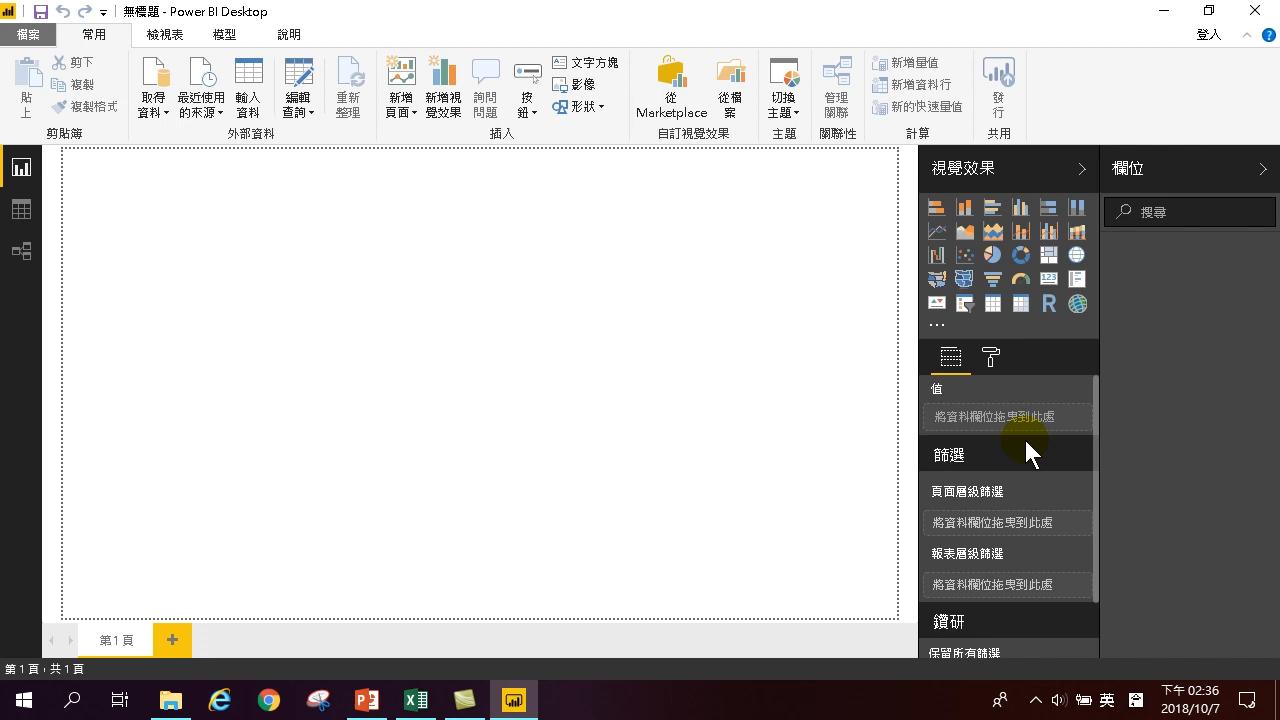 無標題 - Power BI Desktop
檔案 常用 檢視表 模型 說明 登入
貼上
剪下
複製
複製格式
剪貼簿
取得資料
最近使用的來源
輸入資料
編輯查詢
重新整理
外部資料
新增頁面
新增視覺效果
詢問問題
按鈕
文字方塊
影像
形狀
插入
從 Marketplace
從檔案
自訂視覺效果
切換主題
主題
管理關聯
關聯性
新增量值
新增資料行
新的快速量值
計算
發行
共用
視覺效果
123
R
值
將資料欄位拖曳到此處
篩選
頁面層級篩選
將資料欄位拖曳到此處
報表層級篩選
將資料欄位拖曳到此處
鑽研
保留所有篩選
欄位
搜尋
第1頁
第1頁，共1頁
英
下午 02:36
2018/10/7